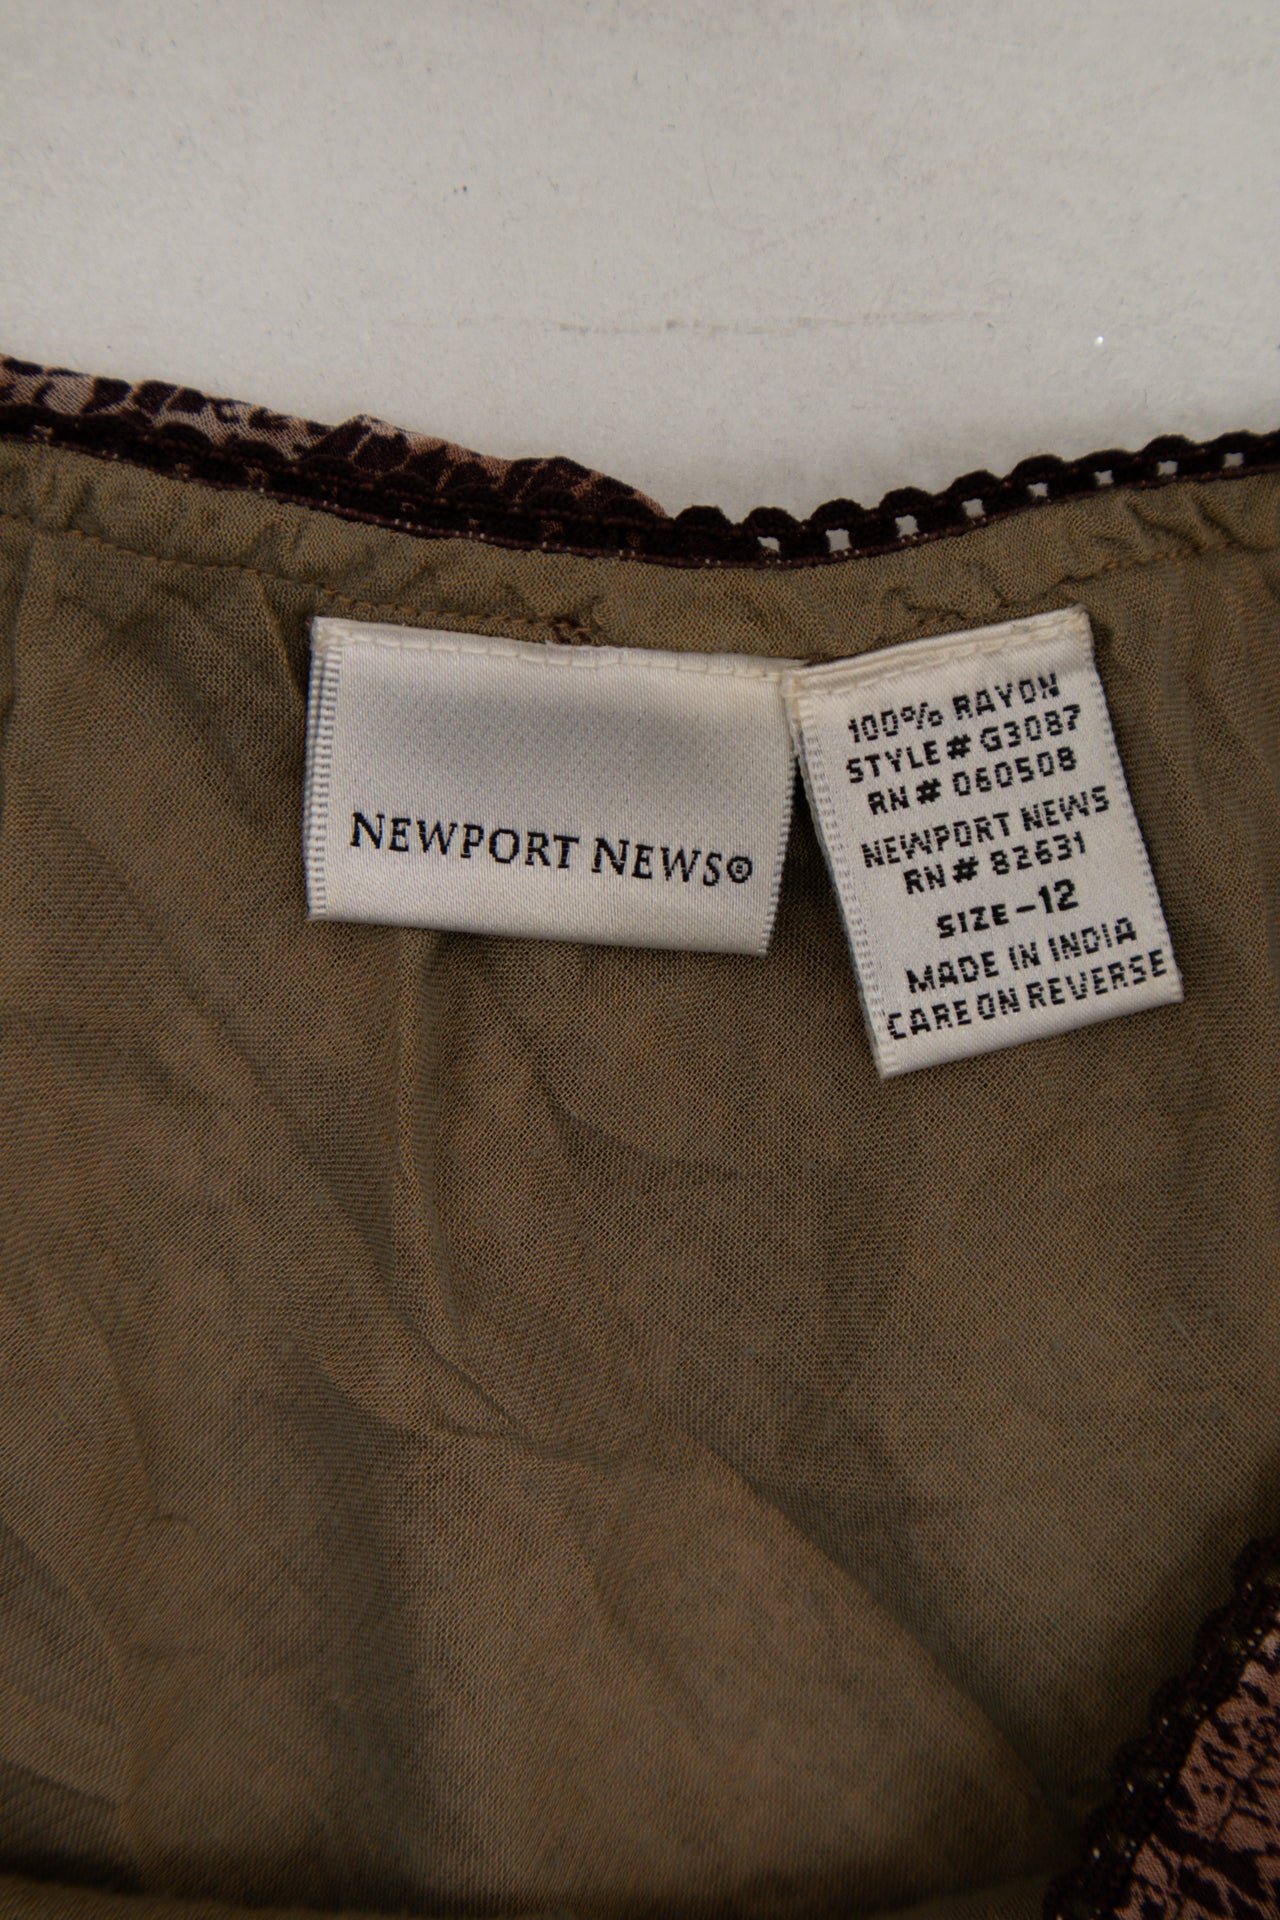 NEWPORT NEWS®
100% RAYON
STYLE# G3087
RN# 060508
NEWPORT NEWS
RN# 82631
SIZE-12
MADE IN INDIA
CARE ON REVERSE